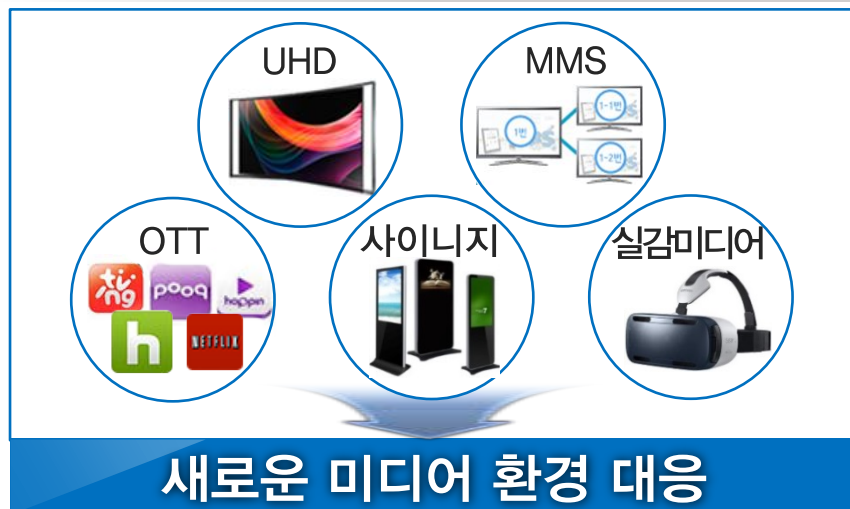 UHD
MMS
1번
1-1번
1-2번
OTT
사이니지
실감미디어
tving
pooq
hoppin
h
NETFLIX
새로운 미디어 환경 대응